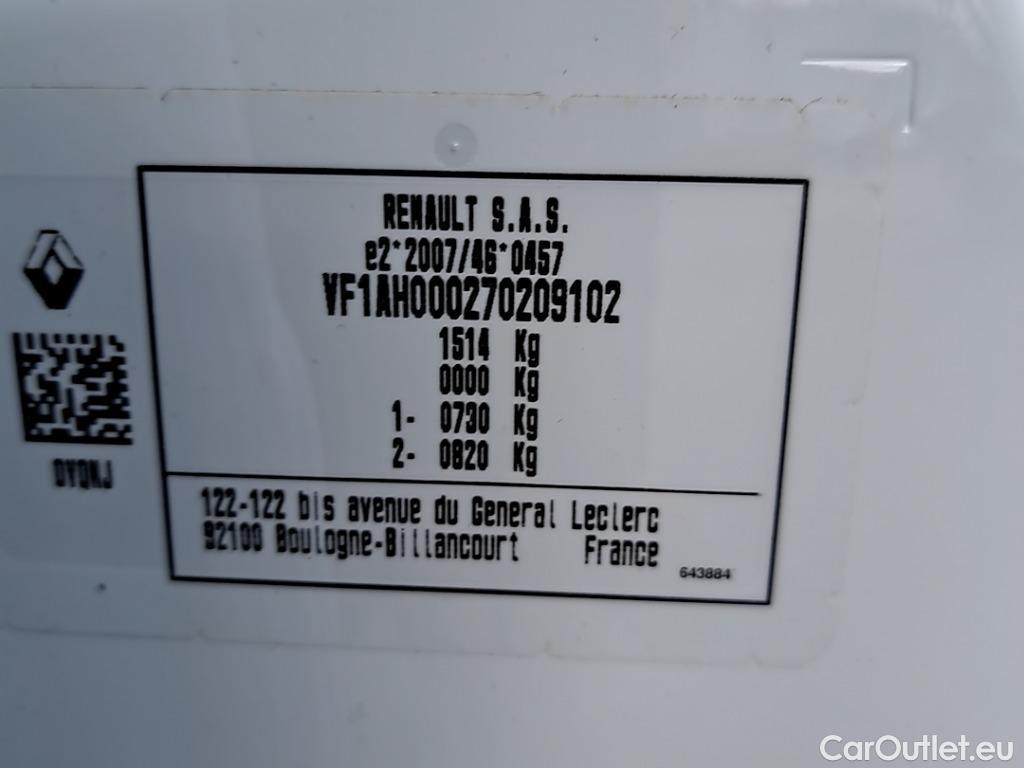 RENAULT S.A.S.
e2*2007/46*0457
VF1AH000270209102
1514 Kg
0000 Kg
1- 0730 Kg
2- 0820 Kg
DVQNJ
122-122 bis avenue du General Leclerc
92100 Boulogne-Billancourt France
643884
CarOutlet.eu